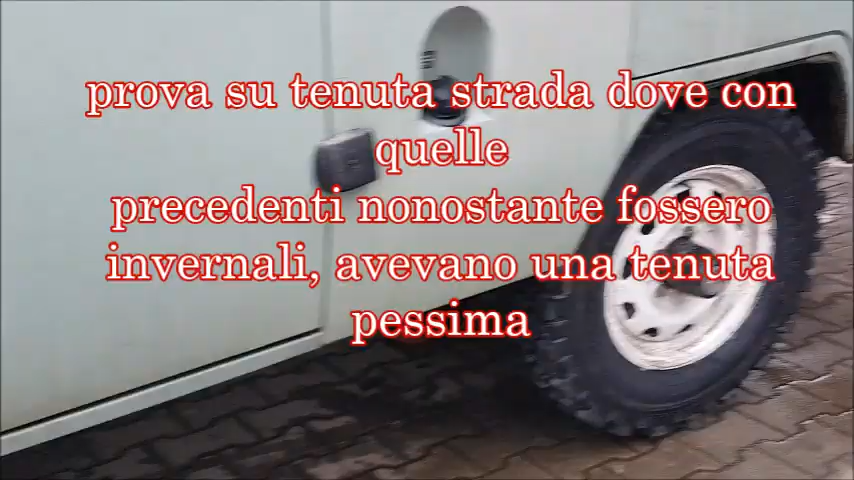 prova su tenuta strada dove con
quelle
precedenti nonostante fossero
invernali, avevano una tenuta
pessima